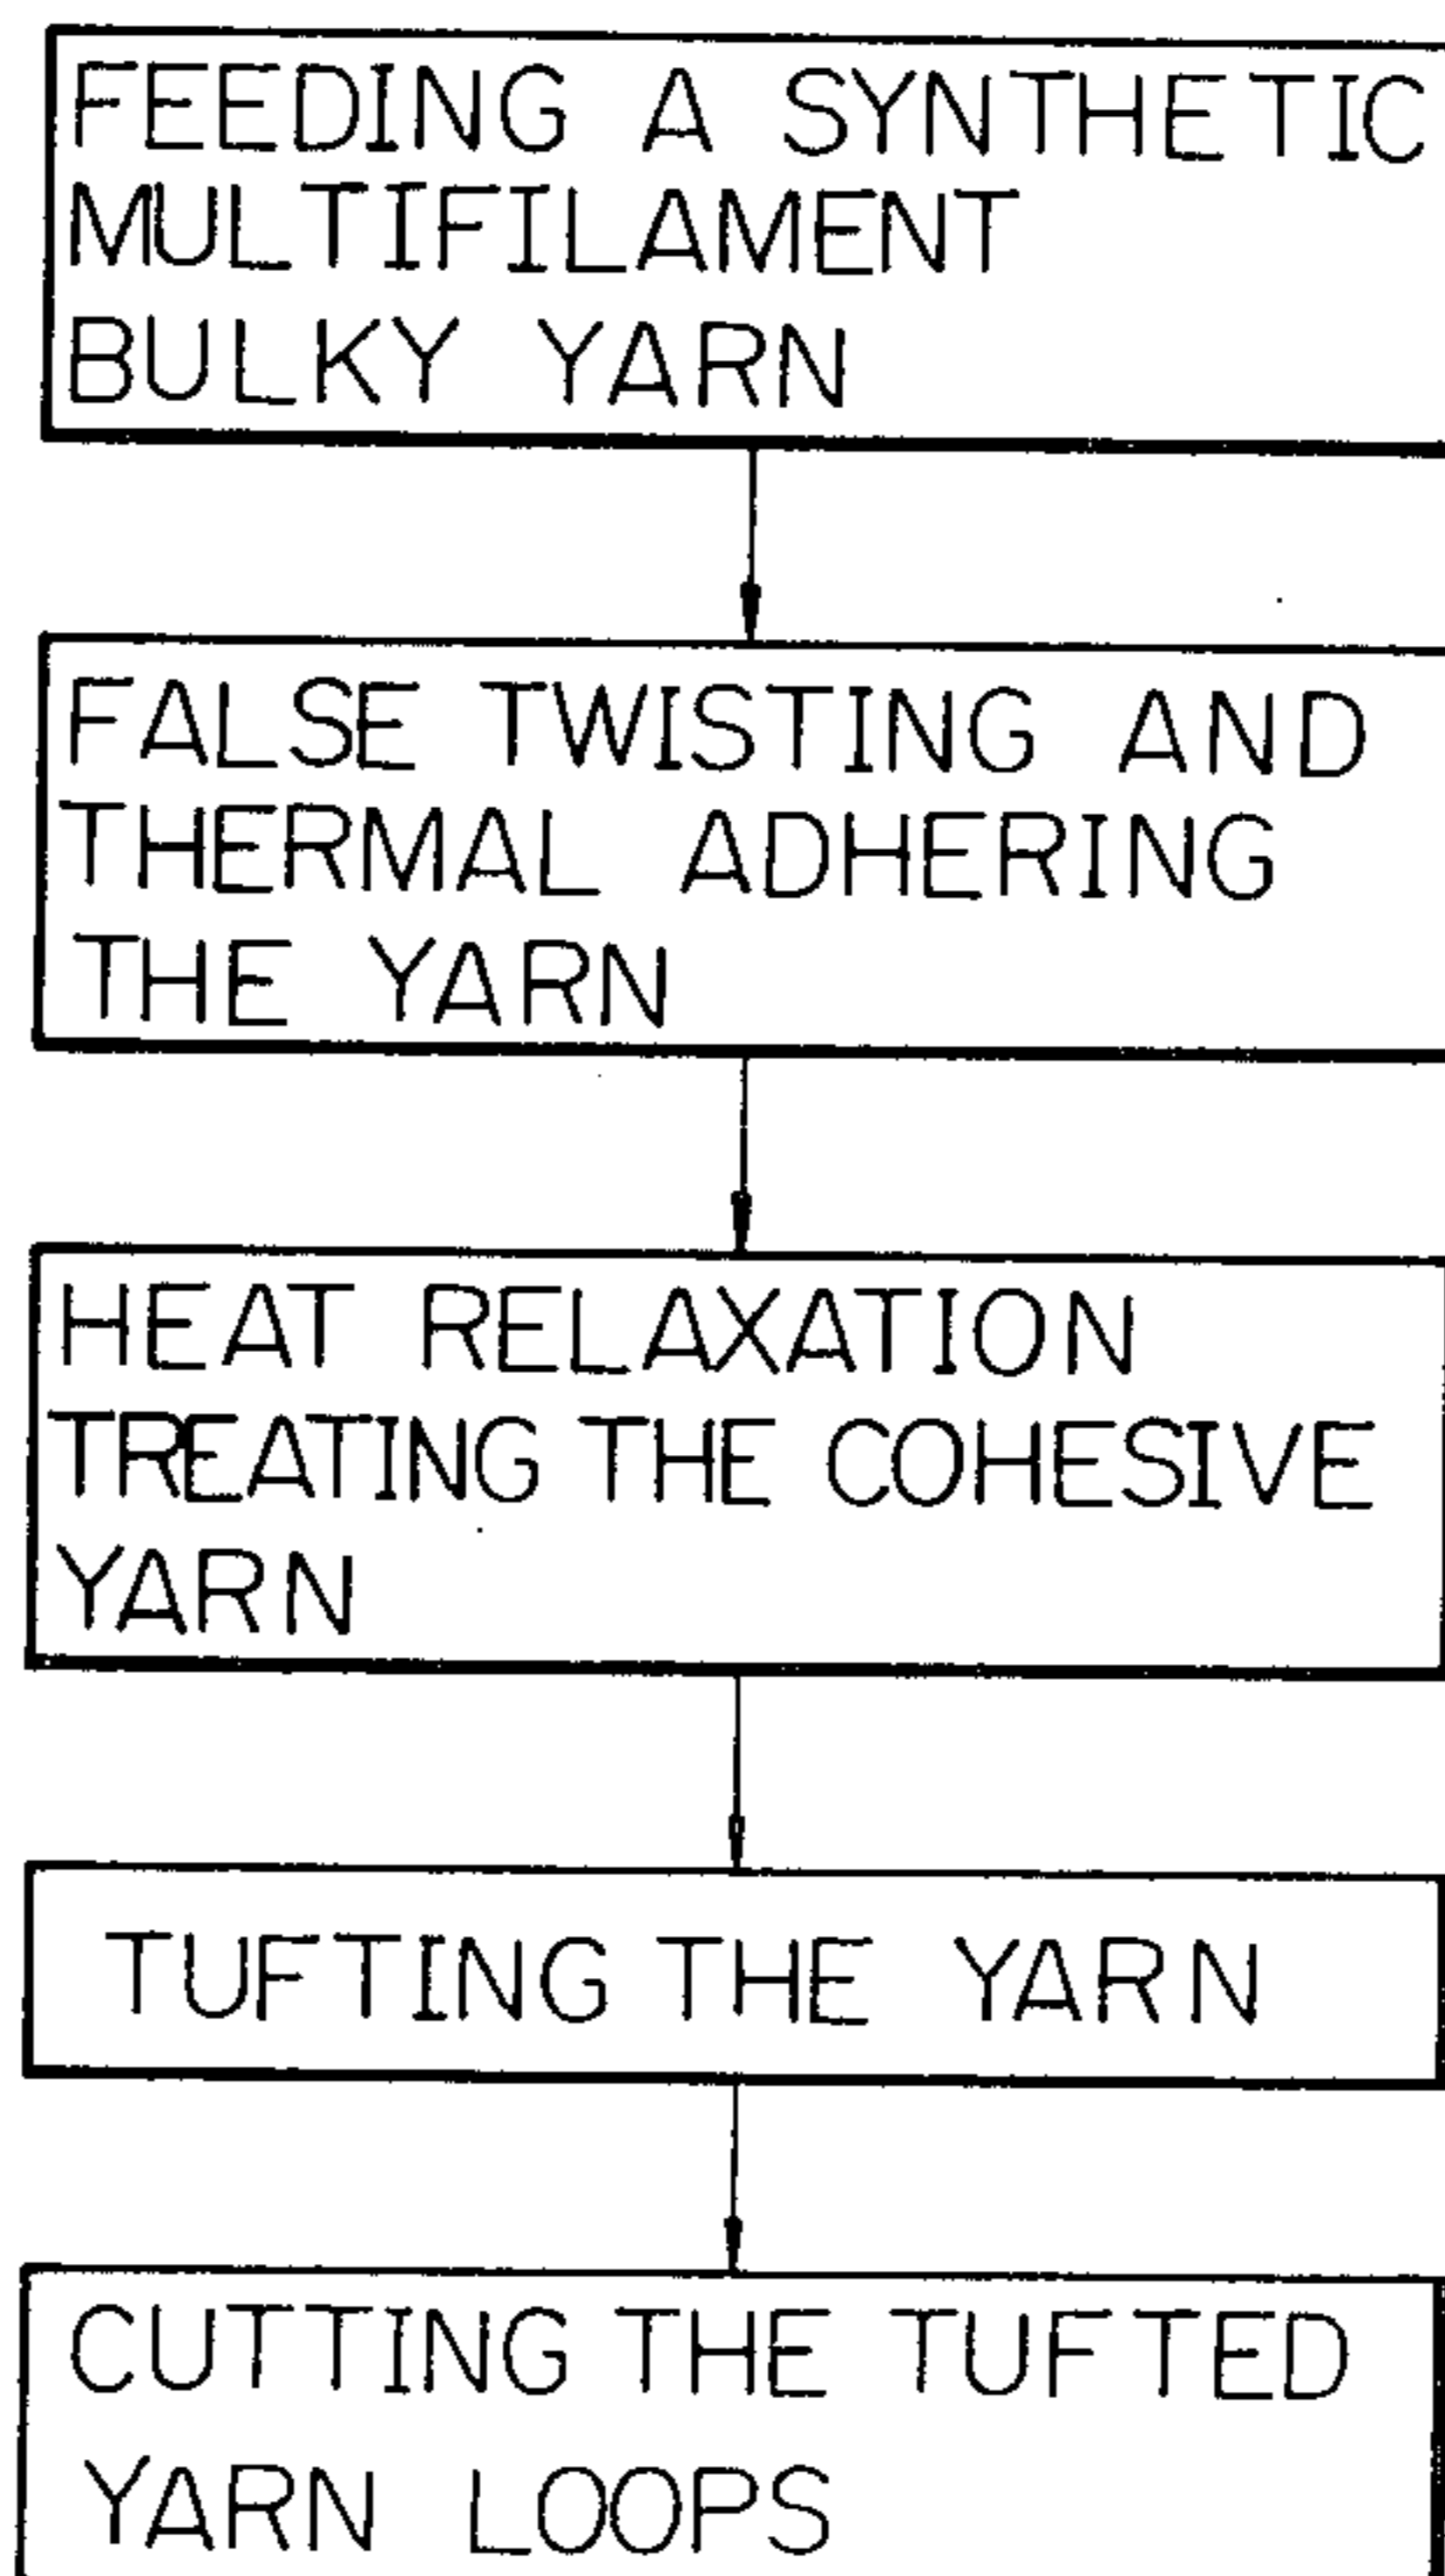 FEEDING A SYNTHETIC
MULTIFILAMENT
BULKY YARN
FALSE TWISTING AND
THERMAL ADHERING
THE YARN
HEAT RELAXATION
TREATING THE COHESIVE
YARN
TUFTING THE YARN
CUTTING THE TUFTED
YARN LOOPS